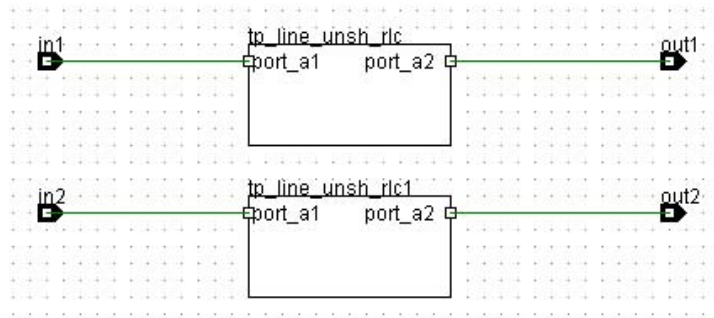 tp_line_unsh_rlc
in1 out1
port_a1 port_a2
tp_line_unsh_rlc1
in2 out2
port_a1 port_a2